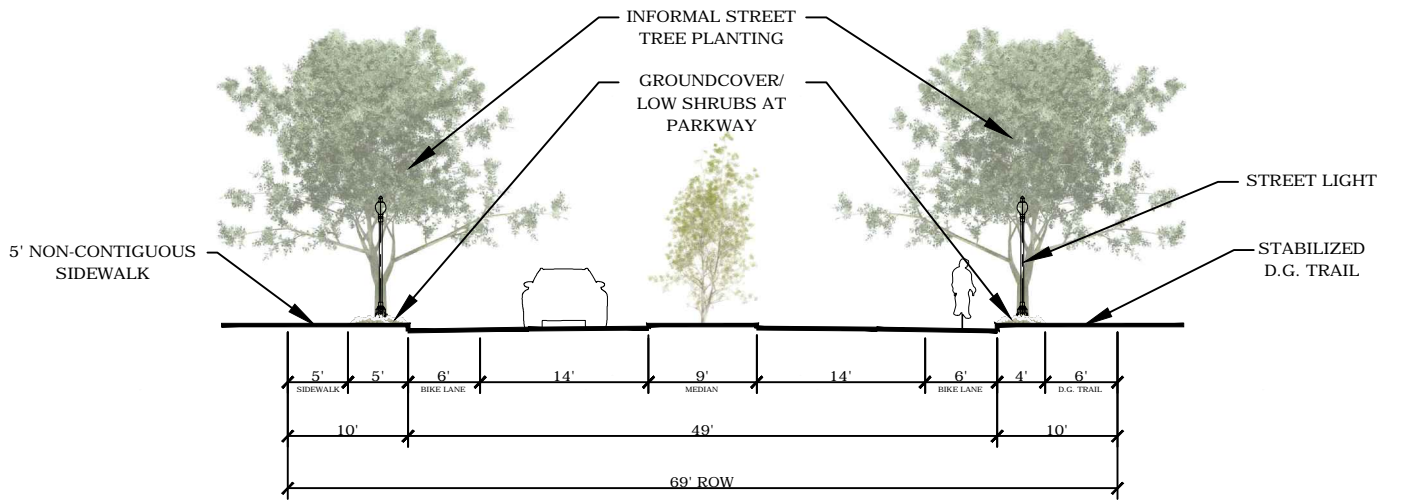 INFORMAL STREET
TREE PLANTING
GROUNDCOVER/
LOW SHRUBS AT
PARKWAY
STREET LIGHT
5' NON-CONTIGUOUS
SIDEWALK
STABILIZED
D.G. TRAIL
5' 5' 6' 14' 9' 14' 6' 4' 6'
SIDEWALK BIKE LANE MEDIAN BIKE LANE D.G. TRAIL
10' 49' 10'
69' ROW